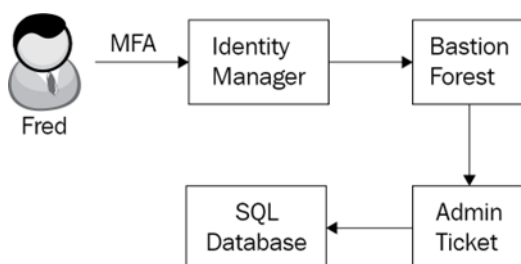 MFA
Identity
Manager
Bastion
Forest
Fred
SQL
Database
Admin
Ticket